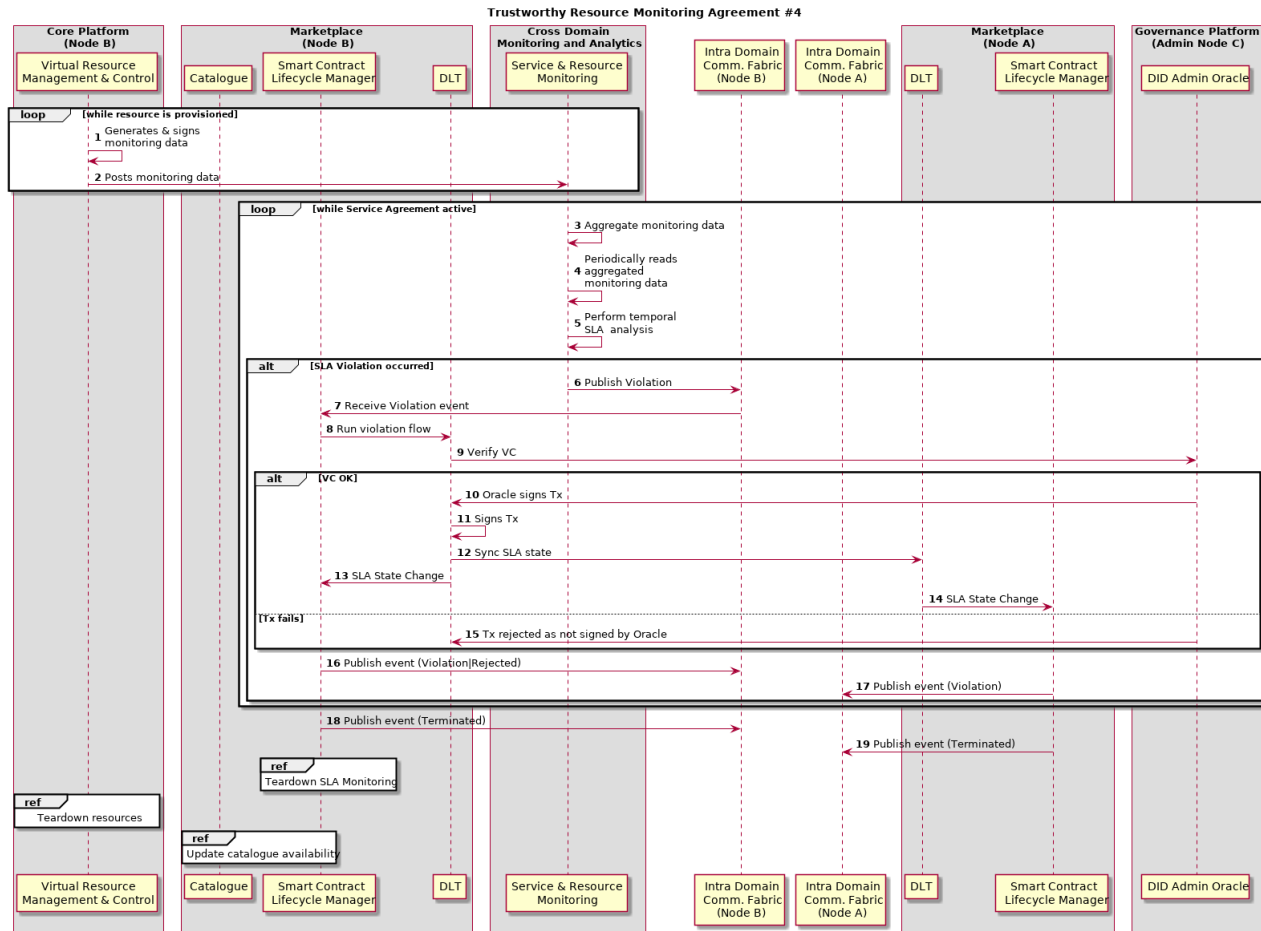 Trustworthy Resource Monitoring Agreement #4
Core Platform
(Node B)
Marketplace
(Node B)
Cross Domain
Monitoring and Analytics
Marketplace
(Node A)
Governance Platform
(Admin Node C)
Virtual Resource
Management & Control
Catalogue
Smart Contract
Lifecycle Manager
DLT
Service & Resource
Monitoring
Intra Domain
Comm. Fabric
(Node B)
Intra Domain
Comm. Fabric
(Node A)
DLT
Smart Contract
Lifecycle Manager
DID Admin Oracle
loop [while resource is provisioned]
1 Generates & signs
monitoring data
2 Posts monitoring data
loop [while Service Agreement active]
3 Aggregate monitoring data
Periodically reads
4 aggregated
monitoring data
5 Perform temporal
SLA analysis
alt [SLA Violation occurred]
6 Publish Violation
7 Receive Violation event
8 Run violation flow
9 Verify VC
alt [VC OK]
10 Oracle signs Tx
11 Signs Tx
12 Sync SLA state
13 SLA State Change
14 SLA State Change
[Tx fails]
15 Tx rejected as not signed by Oracle
16 Publish event (Violation|Rejected)
17 Publish event (Violation)
18 Publish event (Terminated)
19 Publish event (Terminated)
ref
Teardown SLA Monitoring
ref
Teardown resources
ref
Update catalogue availability
Virtual Resource
Management & Control
Catalogue
Smart Contract
Lifecycle Manager
DLT
Service & Resource
Monitoring
Intra Domain
Comm. Fabric
(Node B)
Intra Domain
Comm. Fabric
(Node A)
DLT
Smart Contract
Lifecycle Manager
DID Admin Oracle